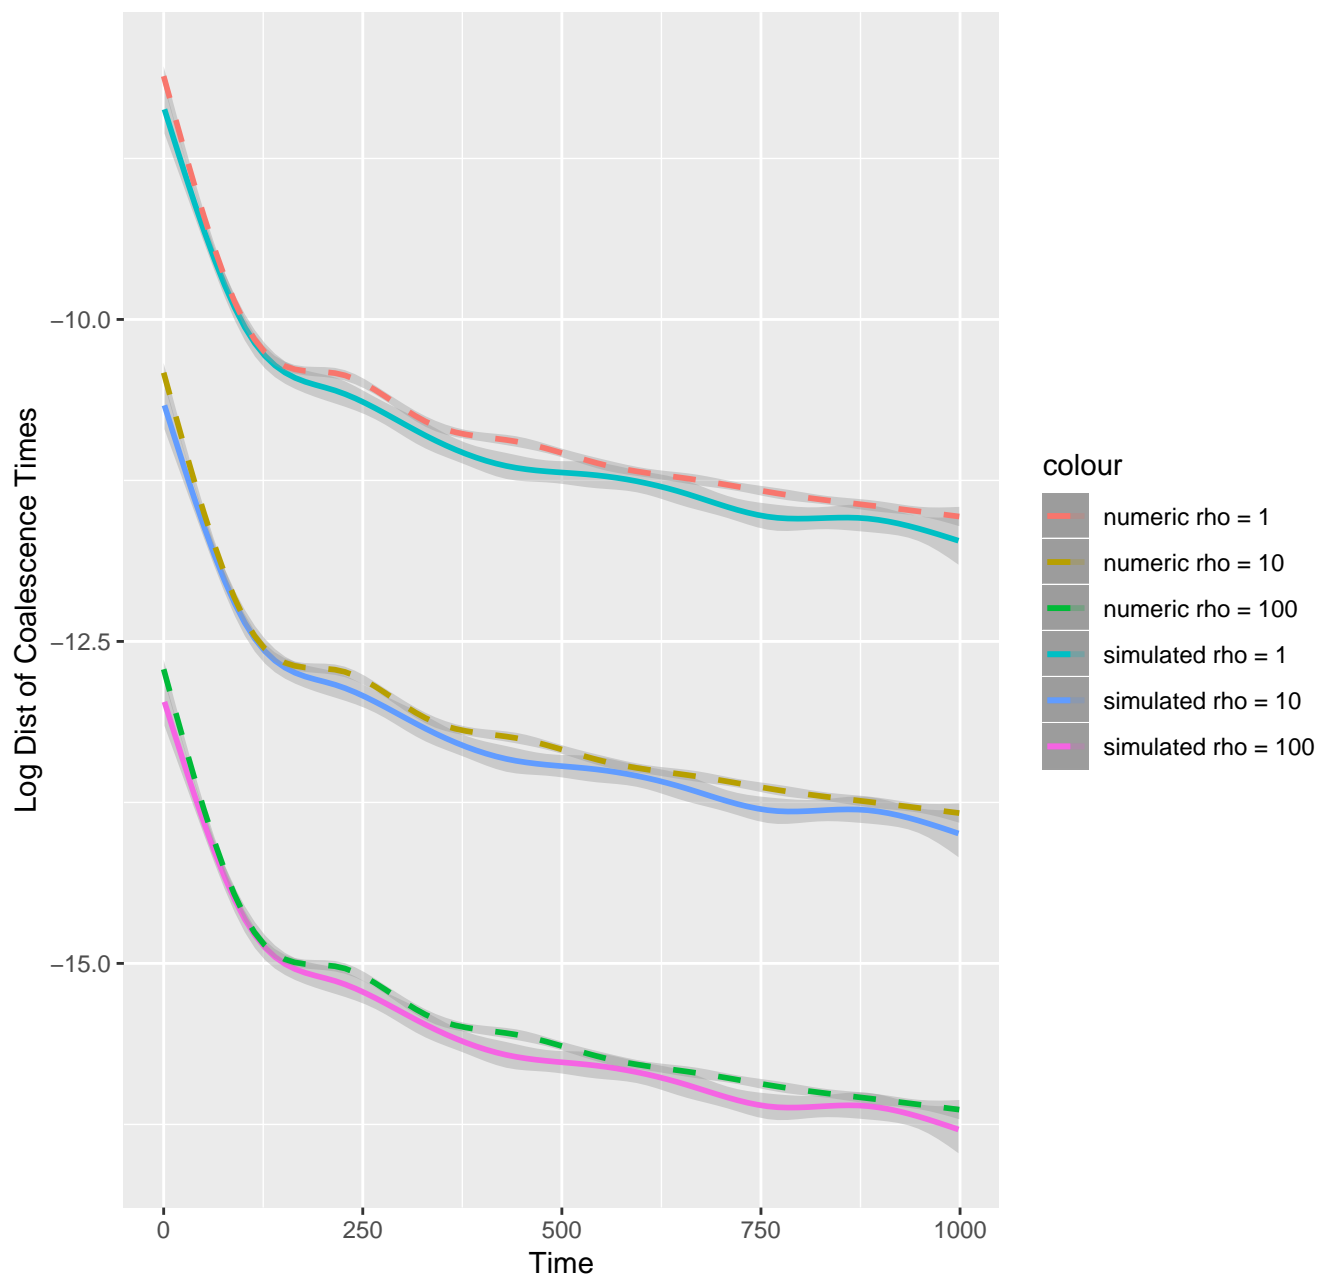 Log Dist of Coalescence Times
−10.0
−12.5
−15.0
0 250 500 750 1000
Time
colour
numeric rho = 1
numeric rho = 10
numeric rho = 100
simulated rho = 1
simulated rho = 10
simulated rho = 100